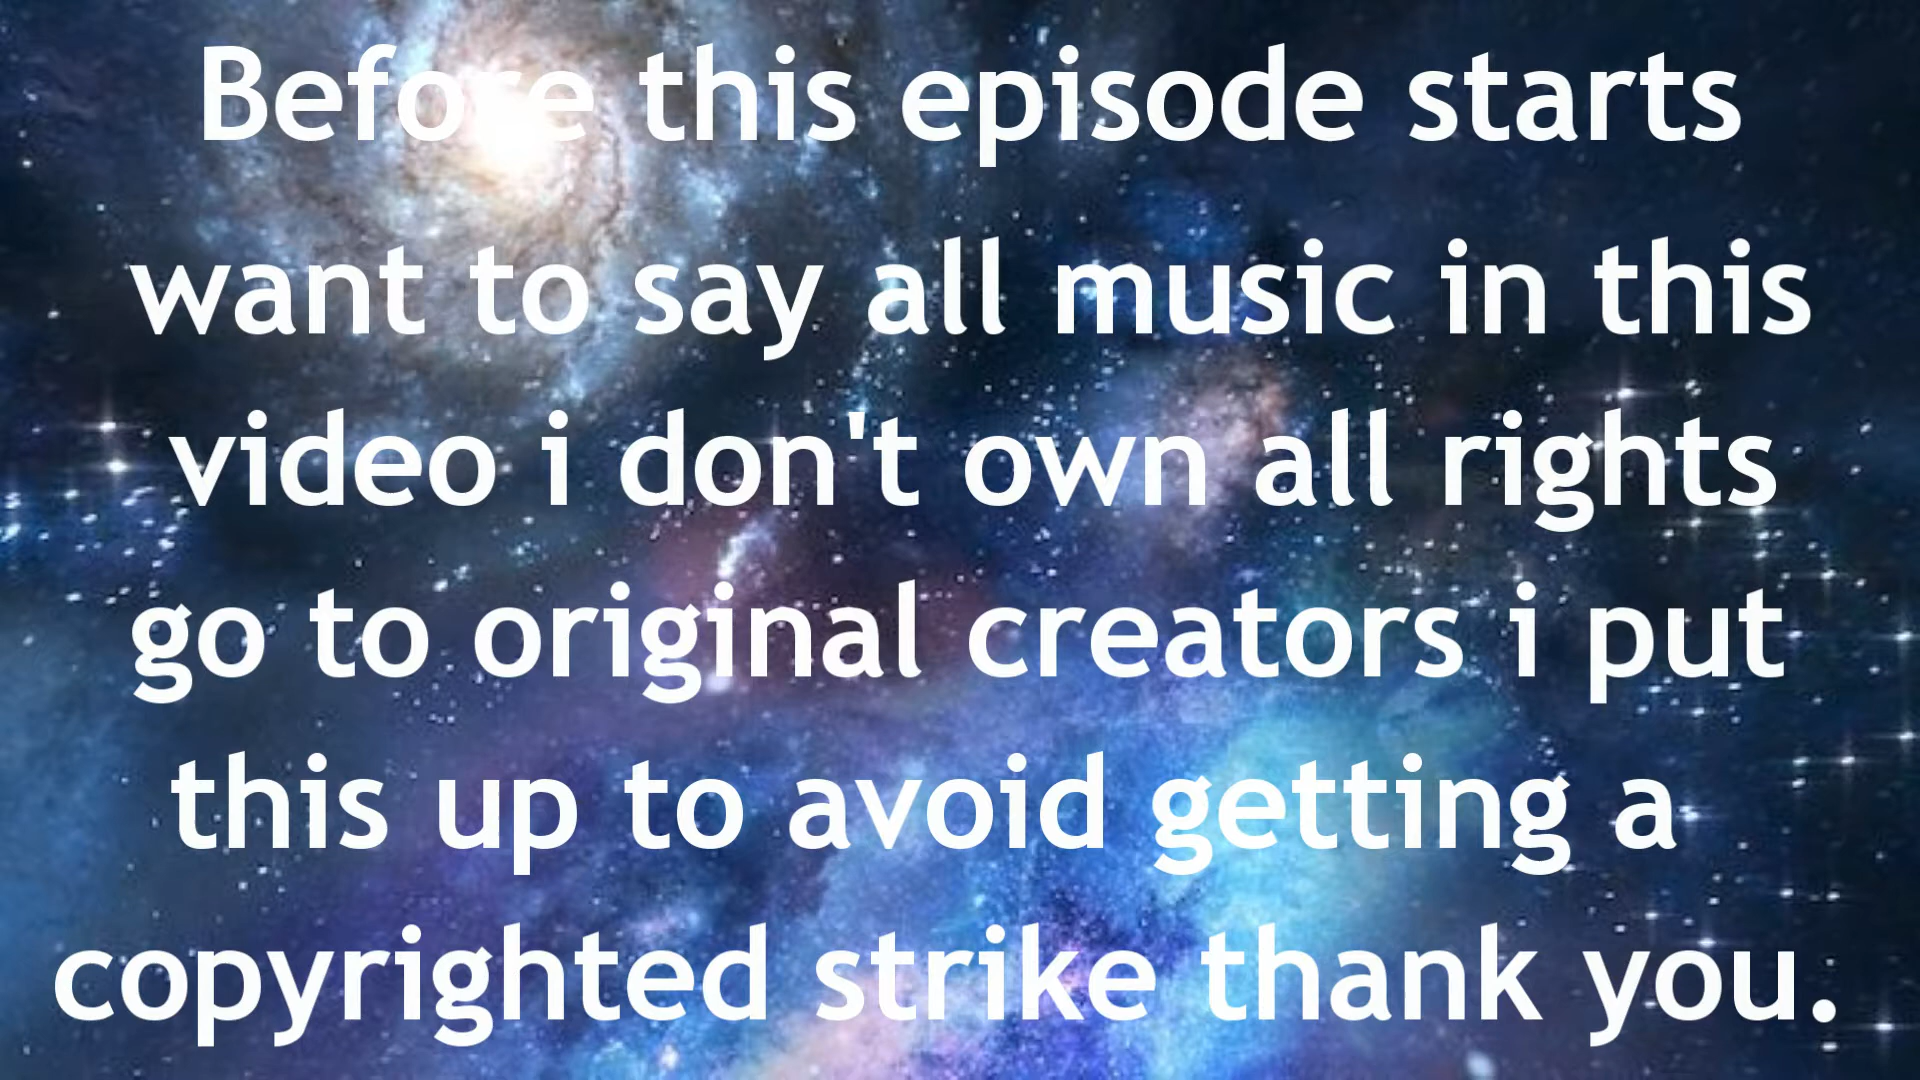 Before this episode starts
want to say all music in this
video i don't own all rights
go to original creators i put
this up to avoid getting a
copyrighted strike thank you.